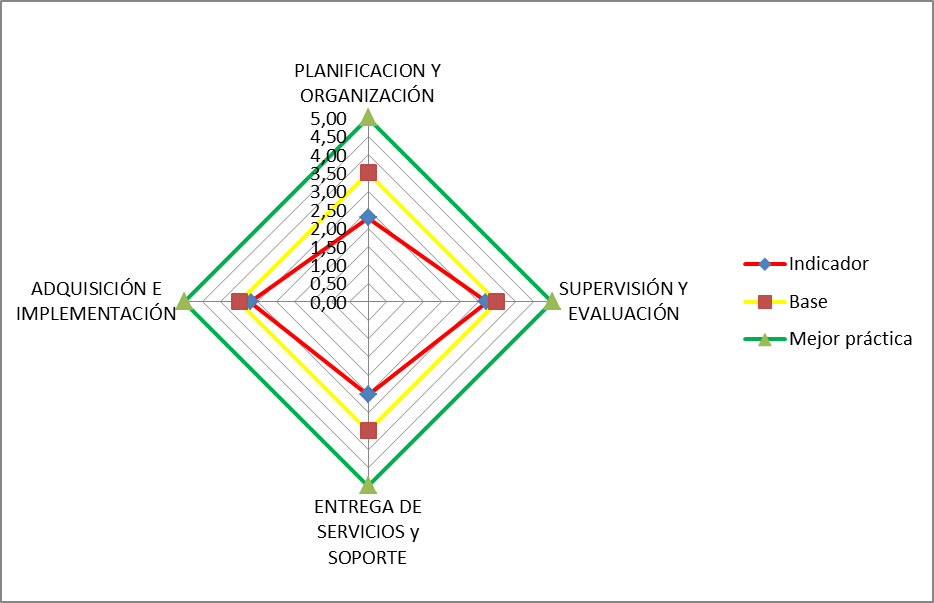 PLANIFICACION Y
ORGANIZACIÓN
5,00
4,50
4,00
3,50
3,00
2,50
2,00
1,50
1,00
0,50
0,00
ADQUISICIÓN E
IMPLEMENTACIÓN
SUPERVISIÓN Y
EVALUACIÓN
ENTREGA DE
SERVICIOS y
SOPORTE
Indicador
Base
Mejor práctica